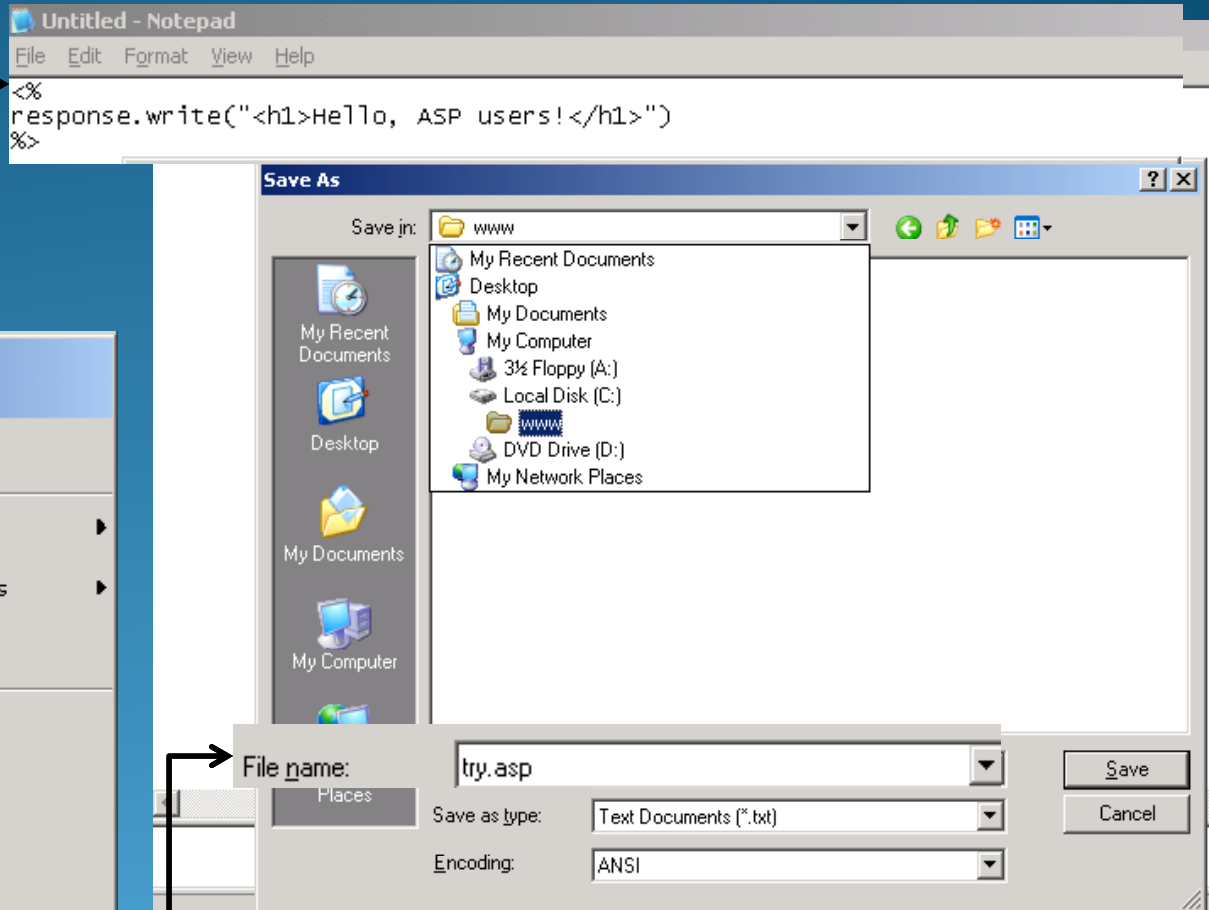 Untitled - Notepad
File Edit Format View Help
<%
response.write("<h1>Hello, ASP users!</h1>")
%>
Save As
Save in: www
My Recent Documents
Desktop
My Documents
My Computer
3½ Floppy (A:)
Local Disk (C:)
www
DVD Drive (D:)
My Network Places
My Recent
Documents
Desktop
My Documents
My Computer
Places
s
File name: try.asp
Save
Save as type: Text Documents (*.txt)
Cancel
Encoding: ANSI